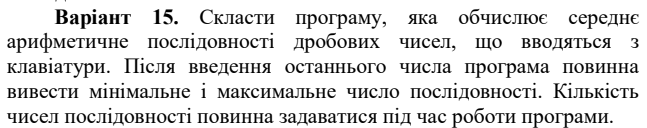 Варіант 15. Скласти програму, яка обчислює середнє
арифметичне послідовності дробових чисел, що вводяться з
клавіатури. Після введення останнього числа програма повинна
вивести мінімальне і максимальне число послідовності. Кількість
чисел послідовності повинна задаватися під час роботи програми.